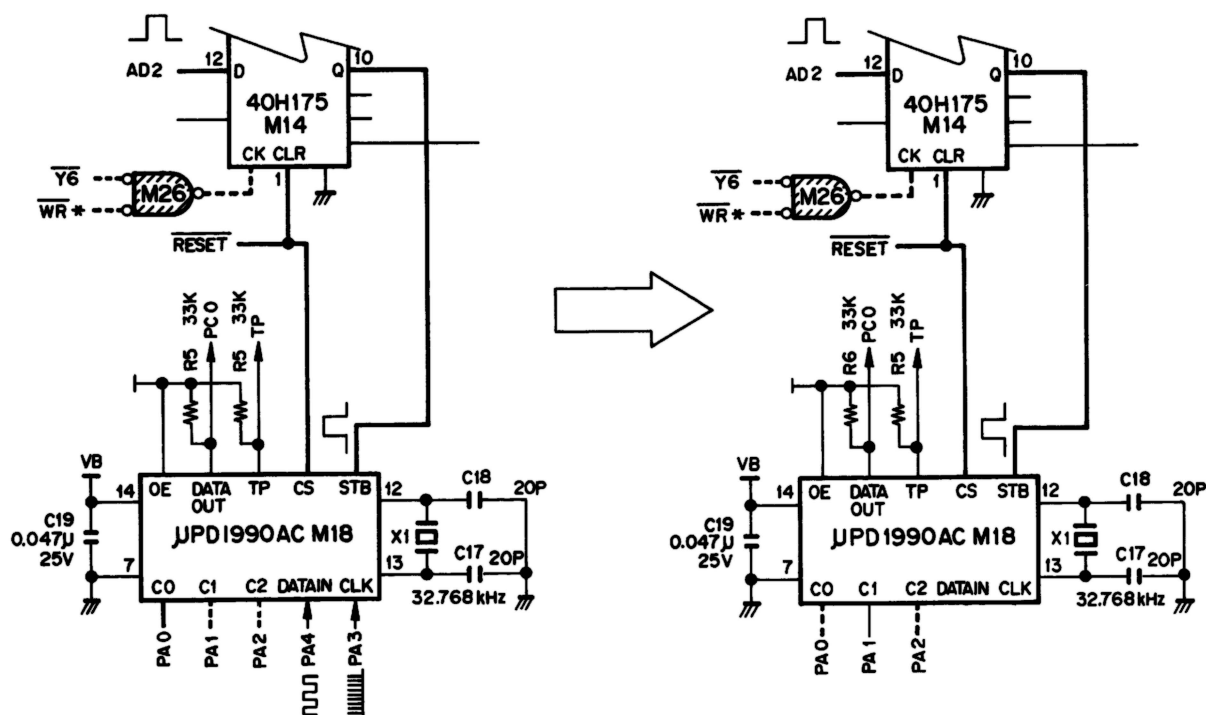 12
AD2
D
Q
10
40H175
M14
CK CLR
1
Y6
M26
WR *
RESET
33K
PC0
33K
TP
R5
R5
VB
14
OE
DATA
OUT
TP
CS
STB
12
C18
20P
C19
0.047μ
25V
μPD1990AC M18
X1
7
13
C17
20P
C0
C1
C2
DATAIN
CLK
32.768kHz
PA0
PA1
PA2
PA4
PA3
12
AD2
D
Q
10
40H175
M14
CK CLR
1
Y6
M26
WR *
RESET
33K
PC0
33K
TP
R6
R5
VB
14
OE
DATA
OUT
TP
CS
STB
12
C18
20P
C19
0.047μ
25V
μPD1990AC M18
X1
7
13
C17
20P
C0
C1
C2
DATAIN
CLK
32.768kHz
PA0
PA1
PA2